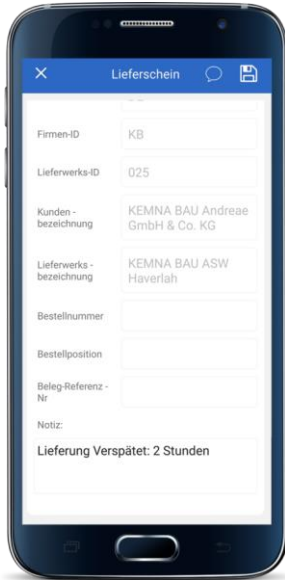 Lieferschein
Firmen-ID
KB
Lieferwerks-ID
025
Kunden -
bezeichnung
KEMNA BAU Andreae
GmbH & Co. KG
Lieferwerks -
bezeichnung
KEMNA BAU ASW
Haverlah
Bestellnummer
Bestellposition
Beleg-Referenz -
Nr
Notiz:
Lieferung Verspätet: 2 Stunden